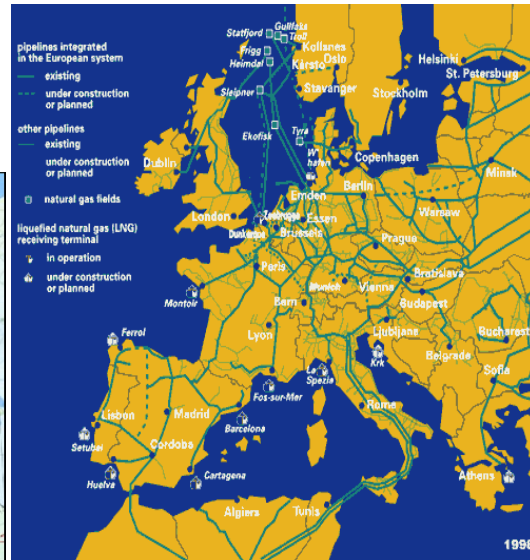 pipelines integrated
in the European system
existing
under construction
or planned
other pipelines
existing
under construction
or planned
natural gas fields
liquefied natural gas (LNG)
receiving terminal
in operation
under construction
or planned
Statfjord
Gullfaks
Troll
Frigg
Heimdal
Kollsnes
Kårstø
Oslo
Stavanger
Sleipner
Ekofisk
Tyra
Helsinki
St. Petersburg
Stockholm
Dublin
Copenhagen
Minsk
Emden
Berlin
Warsaw
London
Zeebrugge
Essen
Dunkerque
Brussels
Prague
Paris
Munich
Vienna
Bratislava
Budapest
Montoir
Bern
Ljubljana
Bucharest
Lyon
Belgrade
Ferrol
La
Spezia
Krk
Sofia
Fos-sur-Mer
Rome
Lisbon
Madrid
Barcelona
Setubal
Cordoba
Huelva
Cartagena
Athens
Algiers
Tunis